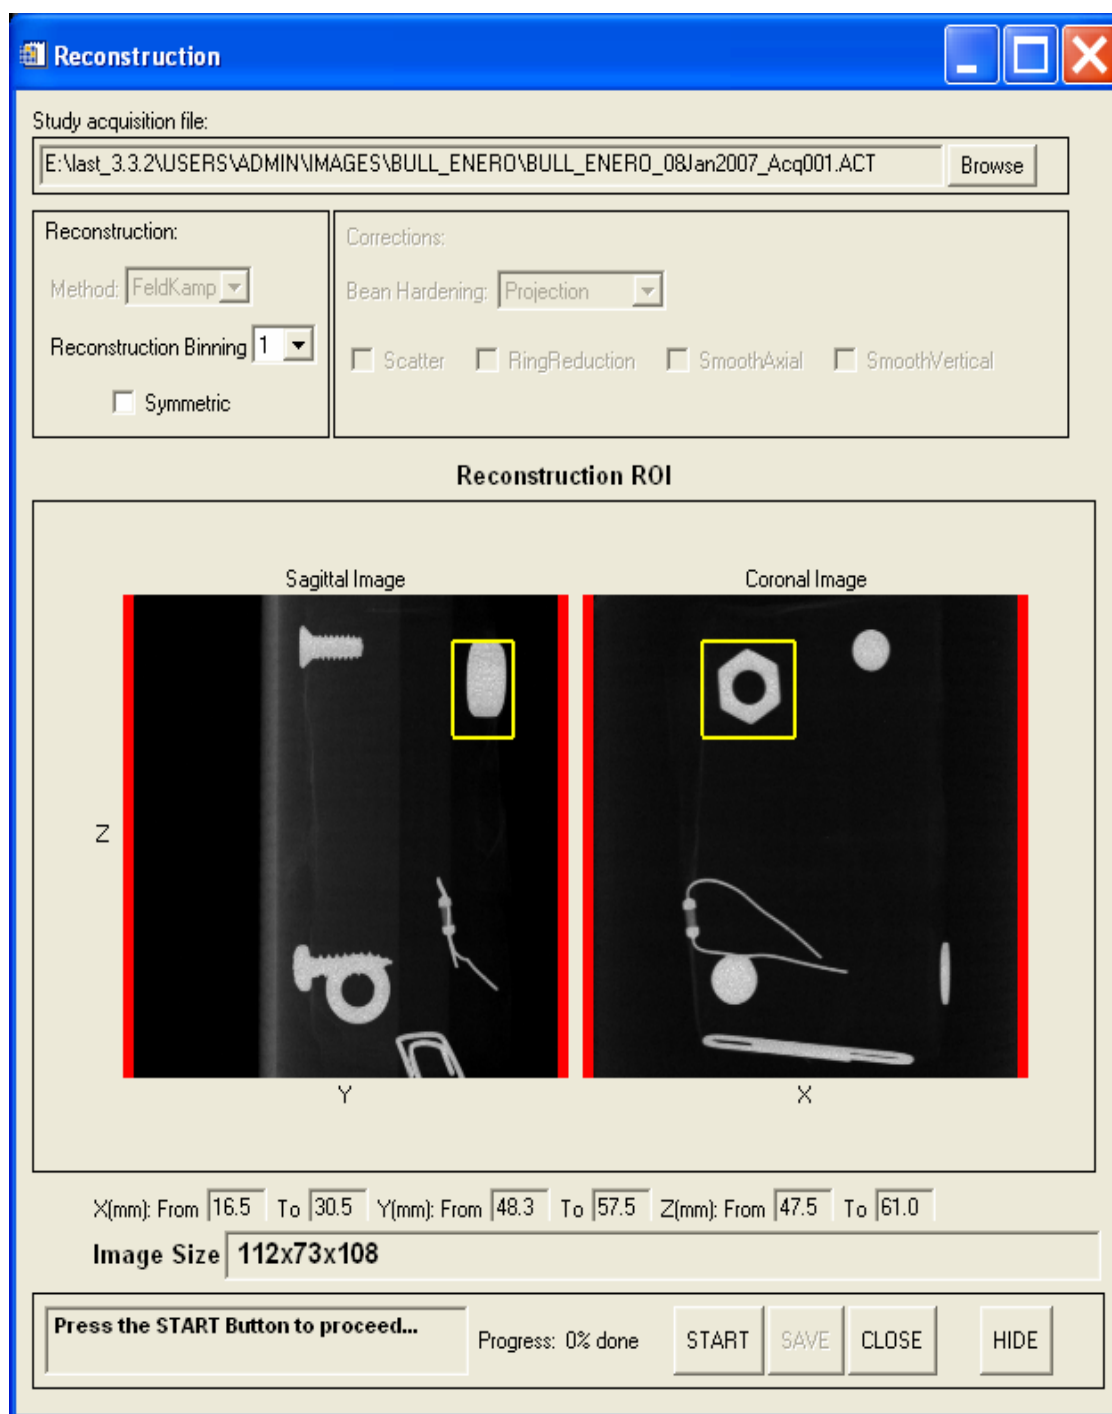 Reconstruction
Study acquisition file:
E:\last_3.3.2\USERS\ADMIN\IMAGES\BULL_ENERO\BULL_ENERO_08Jan2007_Acq001.ACT Browse
Reconstruction:
Method: FeldKamp
Reconstruction Binning 1
Symmetric
Corrections:
Bean Hardening: Projection
Scatter RingReduction SmoothAxial SmoothVertical
Reconstruction ROI
Sagittal Image Coronal Image
Z
Y X
X(mm): From 16.5 To 30.5 Y(mm): From 48.3 To 57.5 Z(mm): From 47.5 To 61.0
Image Size 112x73x108
Press the START Button to proceed... Progress: 0% done START SAVE CLOSE HIDE